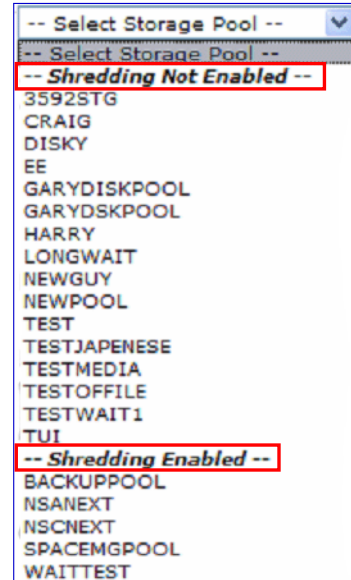 -- Select Storage Pool --
-- Select Storage Pool --
-- Shredding Not Enabled --
3592STG
CRAIG
DISKY
EE
GARYDISKPOOL
GARYDSKPOOL
HARRY
LONGWAIT
NEWGUY
NEWPOOL
TEST
TESTJAPENESE
TESTMEDIA
TESTOFFILE
TESTWAIT1
TUI
-- Shredding Enabled --
BACKUPPOOL
NSANEXT
NSCNEXT
SPACEMGPOOL
WAITTEST